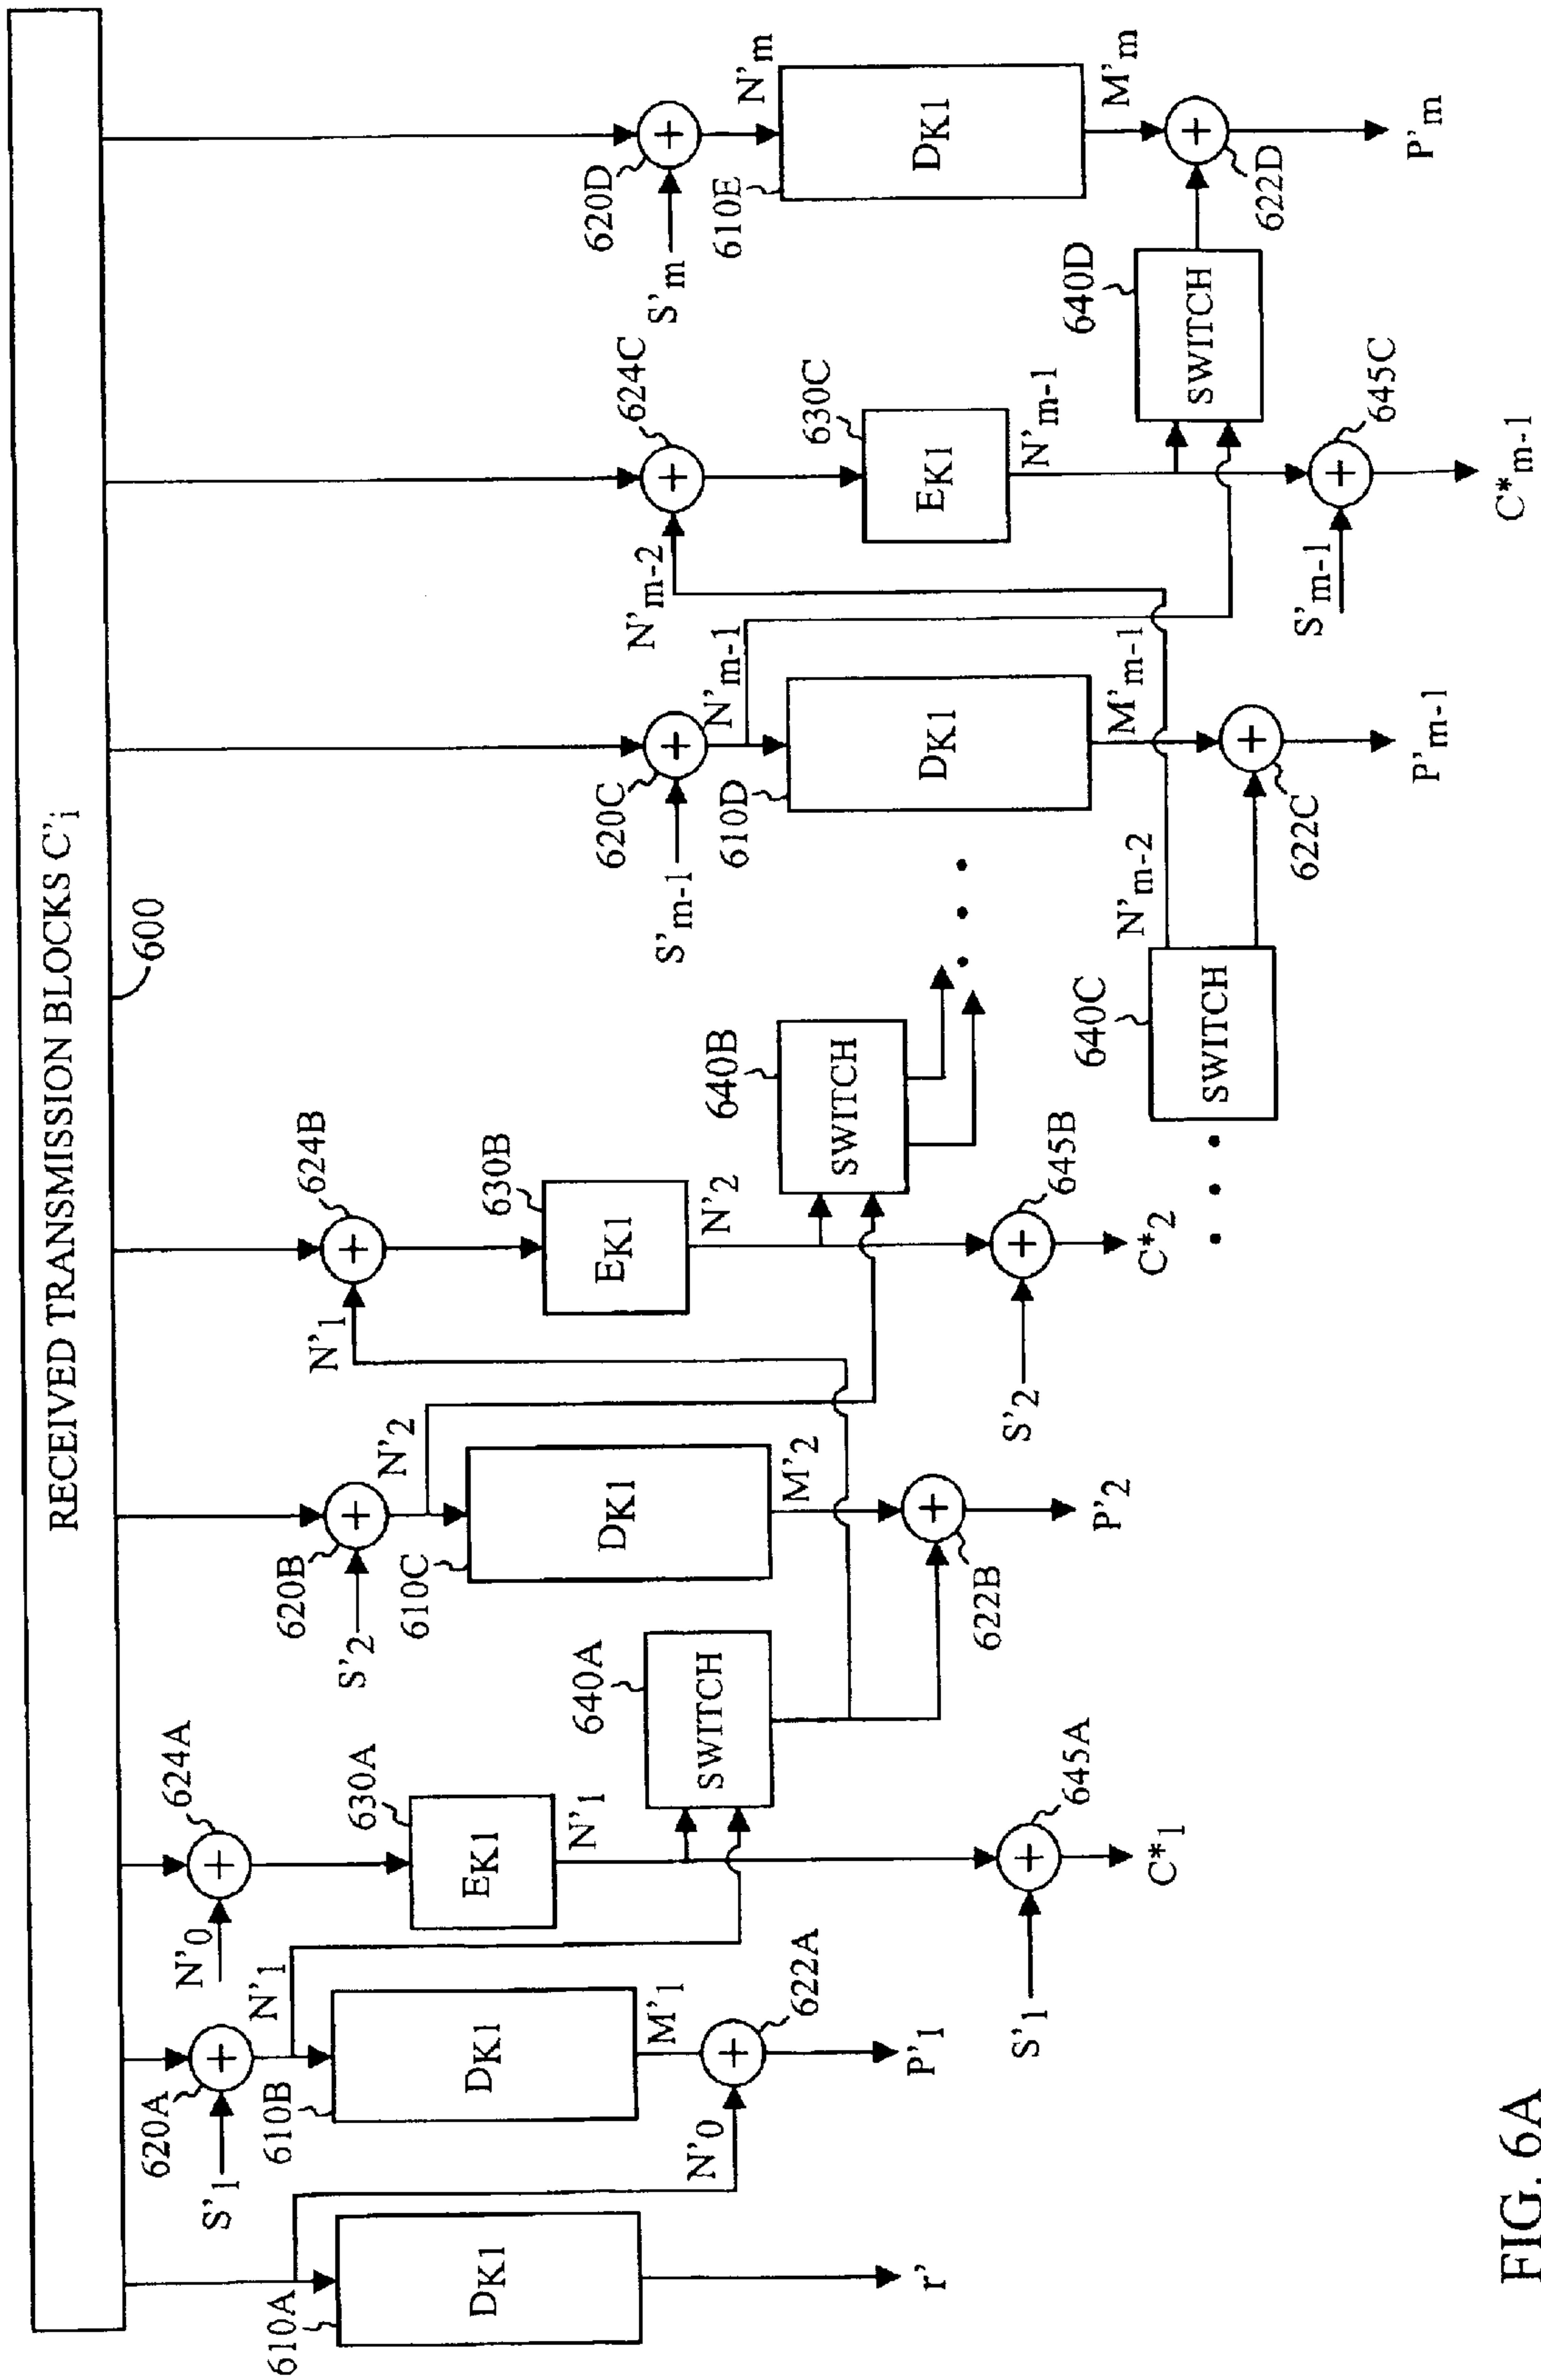 RECEIVED TRANSMISSION BLOCKS C'i
600
610A
DK1
r'
620A
S'1
N'1
610B
DK1
M'1
N'0
622A
P'1
624A
N'0
630A
EK1
N'1
640A
SWITCH
645A
S'1
C*1
620B
S'2
N'2
610C
DK1
M'2
622B
P'2
624B
N'1
630B
EK1
N'2
640B
SWITCH
645B
S'2
C*2
640C
SWITCH
N'm-2
620C
S'm-1
N'm-1
610D
DK1
M'm-1
622C
P'm-1
624C
N'm-2
630C
EK1
N'm-1
640D
SWITCH
645C
S'm-1
C*m-1
620D
S'm
N'm
610E
DK1
M'm
622D
P'm
FIG. 6A